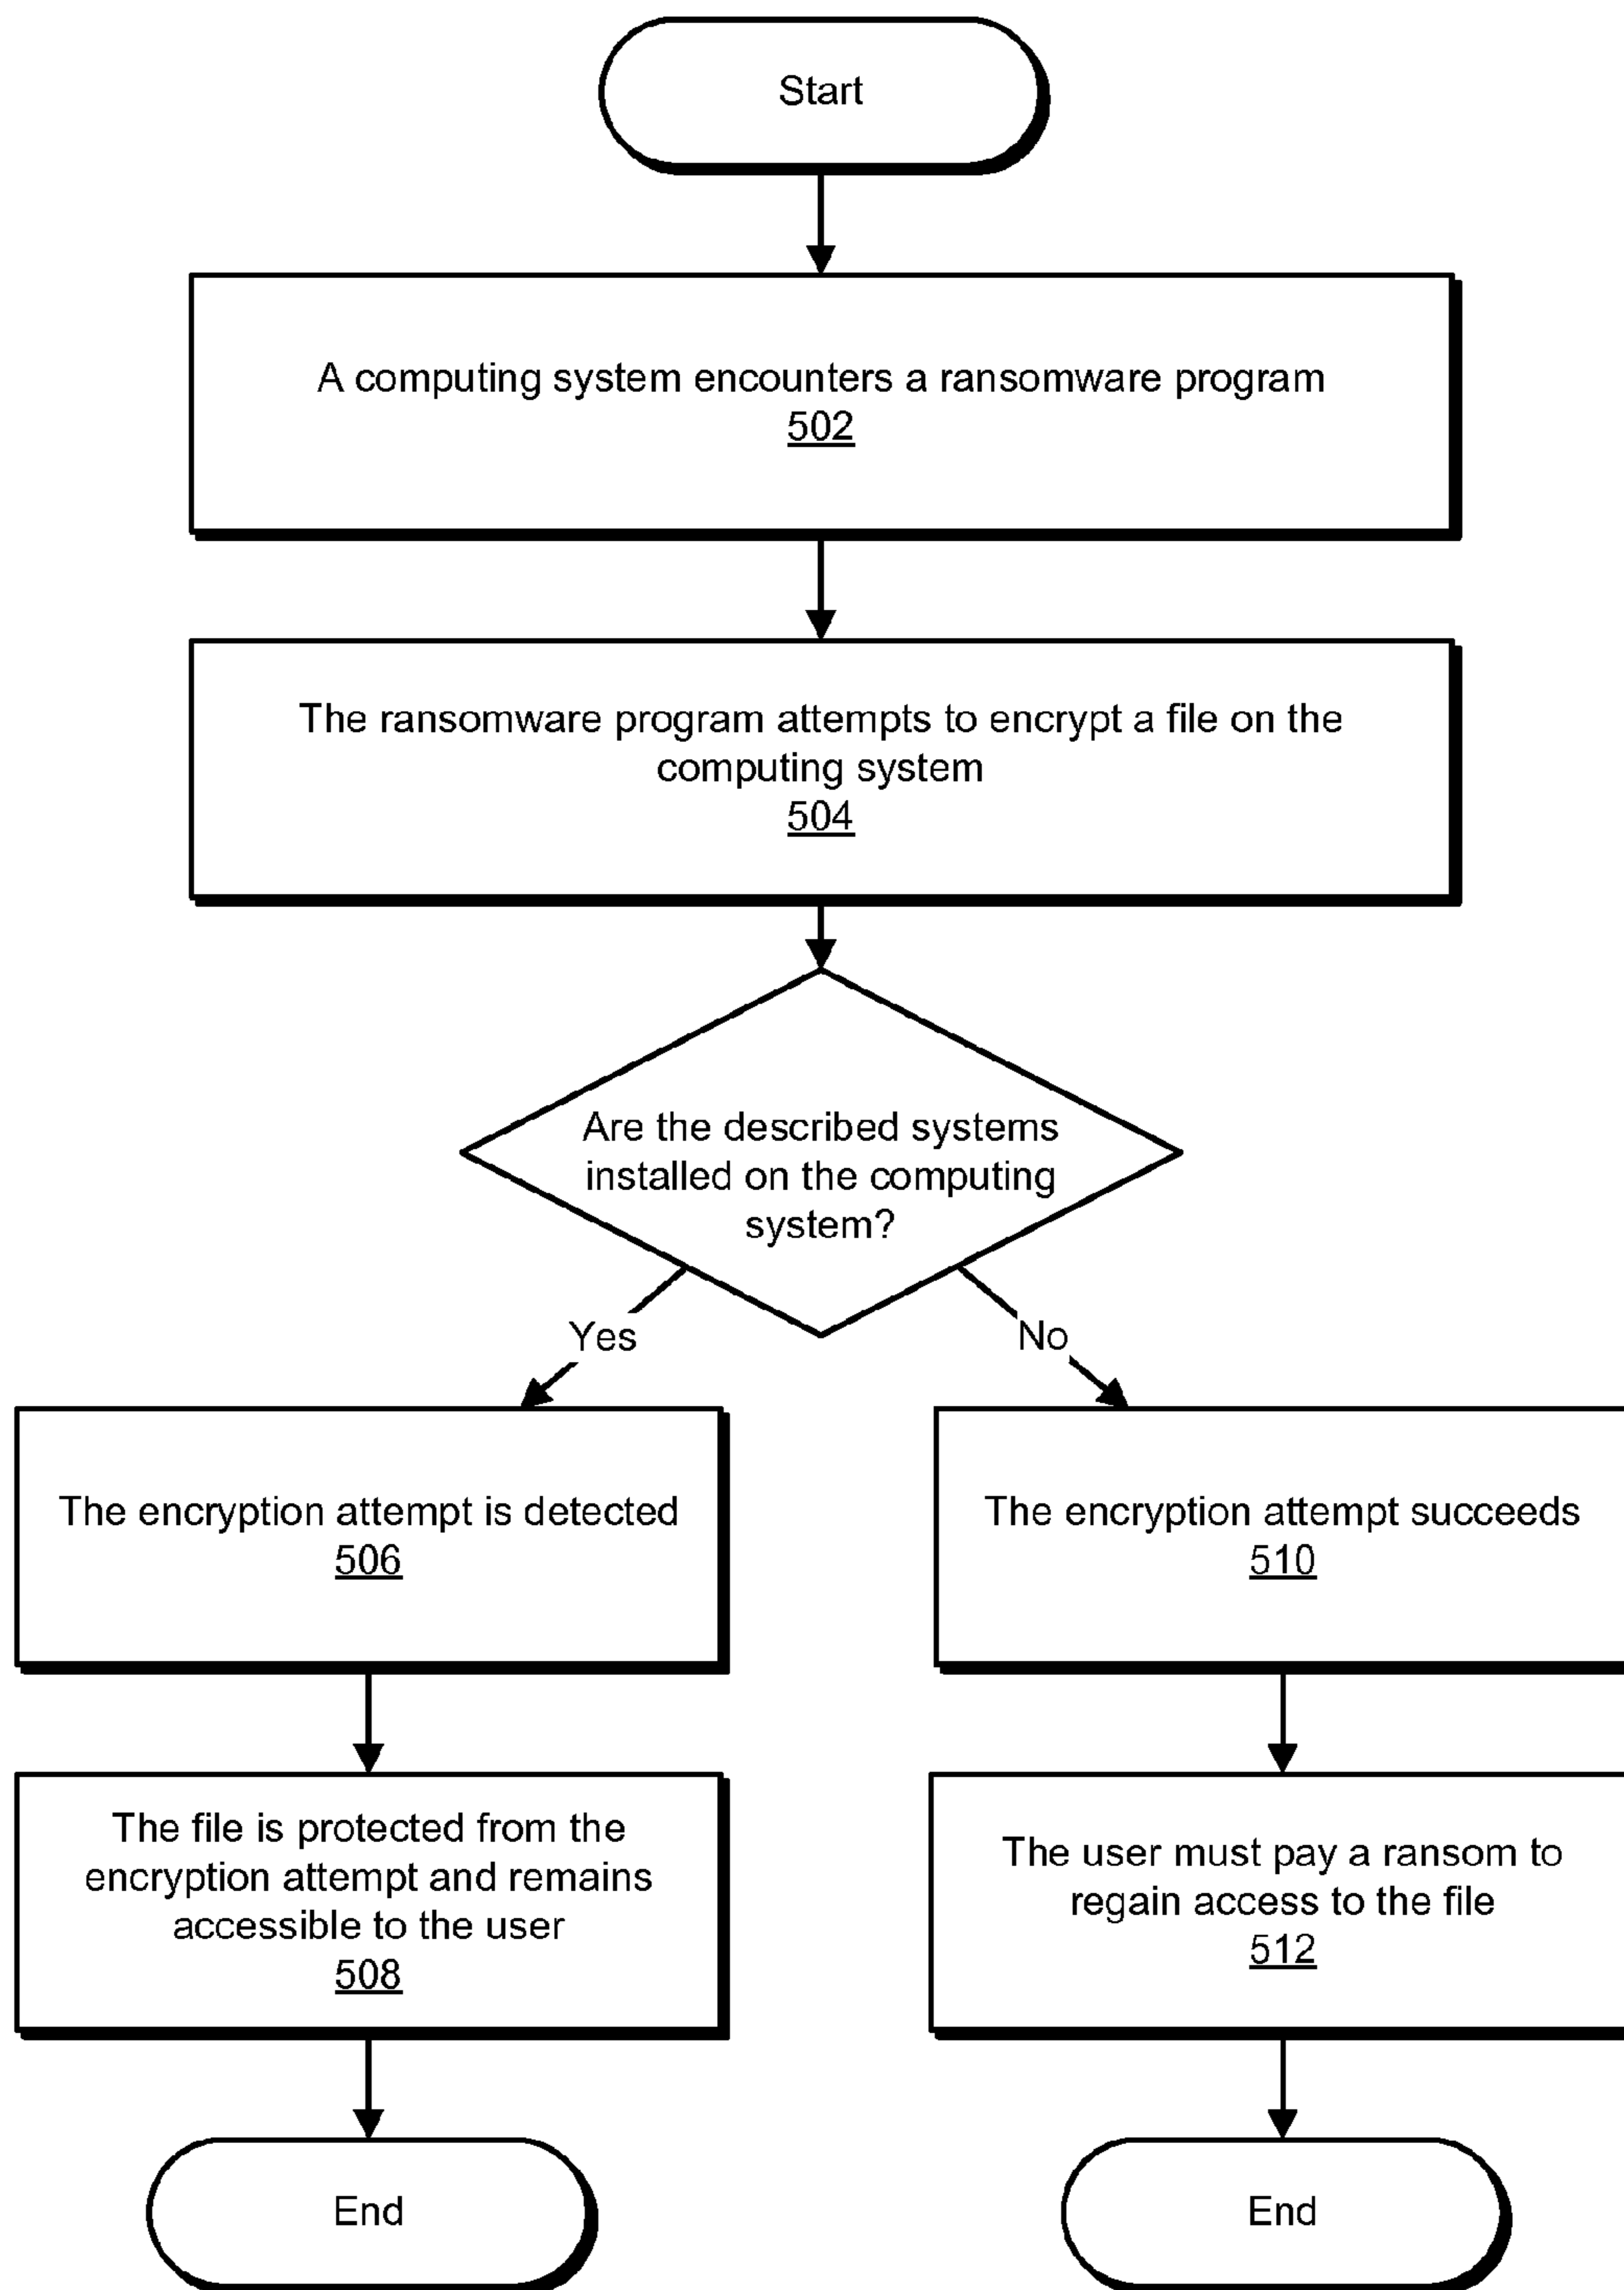 Start
A computing system encounters a ransomware program
502
The ransomware program attempts to encrypt a file on the
computing system
504
Are the described systems
installed on the computing
system?
Yes
No
The encryption attempt is detected
506
The encryption attempt succeeds
510
The file is protected from the
encryption attempt and remains
accessible to the user
508
The user must pay a ransom to
regain access to the file
512
End
End